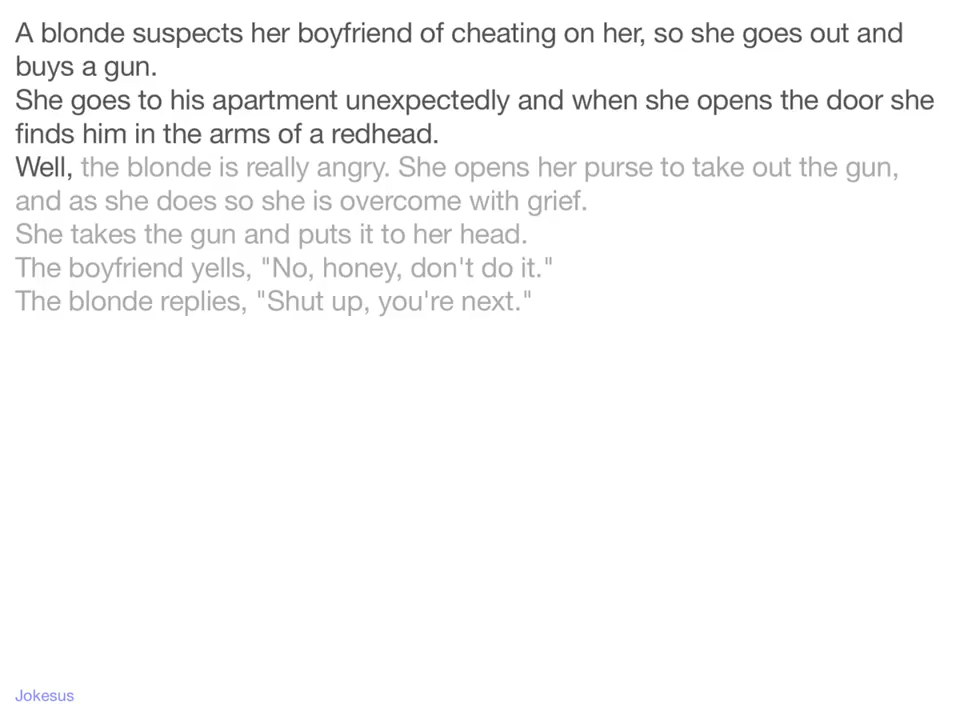 A blonde suspects her boyfriend of cheating on her, so she goes out and
buys a gun.
She goes to his apartment unexpectedly and when she opens the door she
finds him in the arms of a redhead.
Well, the blonde is really angry. She opens her purse to take out the gun,
and as she does so she is overcome with grief.
She takes the gun and puts it to her head.
The boyfriend yells, "No, honey, don't do it."
The blonde replies, "Shut up, you're next."
Jokesus